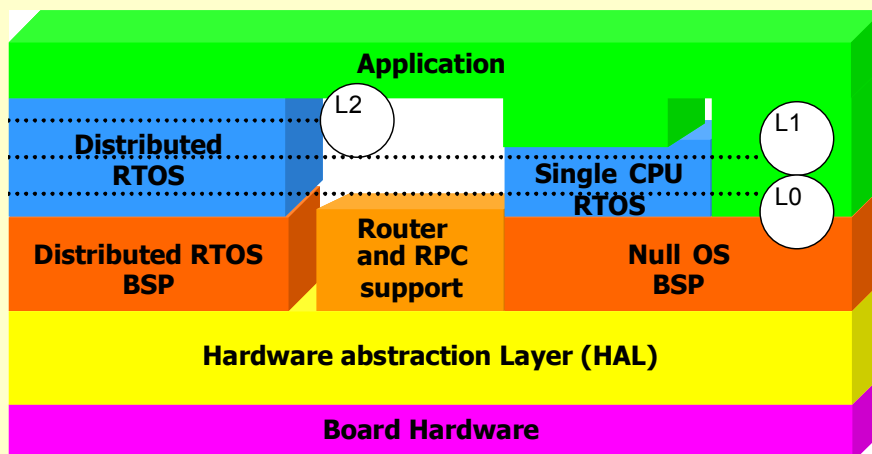 Application
L2
L1
Distributed
RTOS
Single CPU
RTOS
L0
Distributed RTOS
BSP
Router
and RPC
support
Null OS
BSP
Hardware abstraction Layer (HAL)
Board Hardware